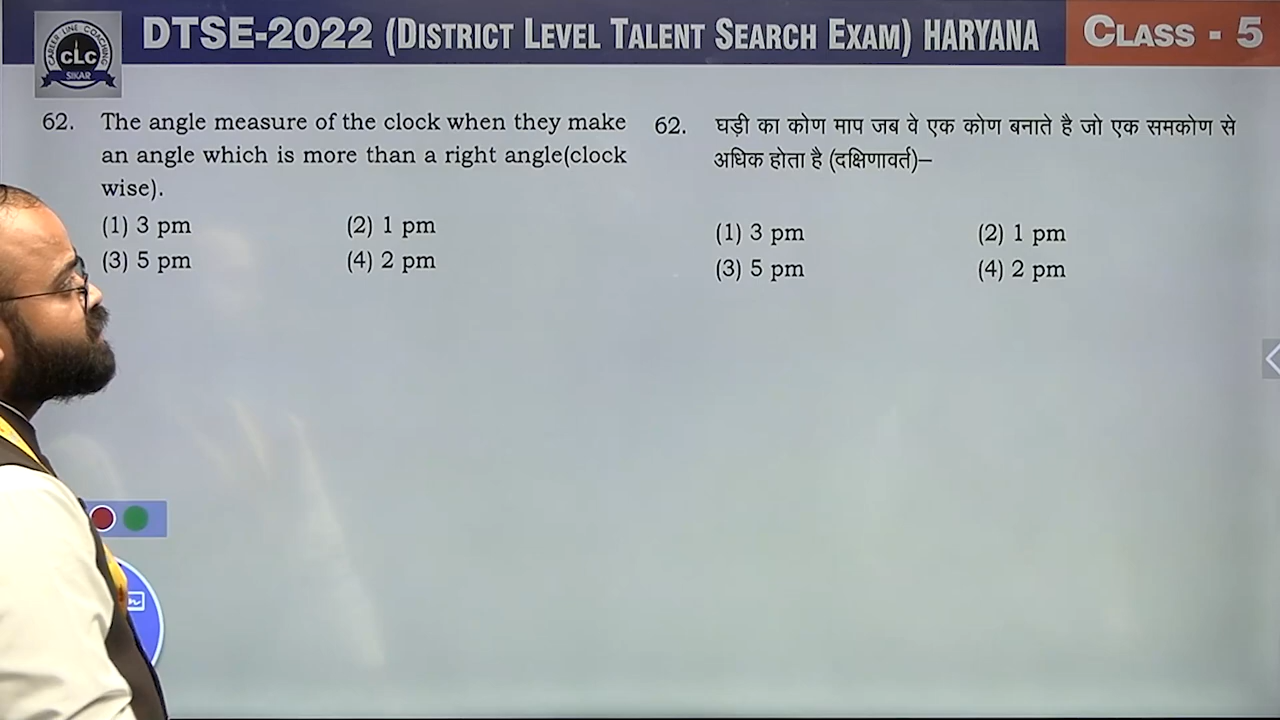 CAREER LINE COACHING
CLC
SIKAR
DTSE-2022 (DISTRICT LEVEL TALENT SEARCH EXAM) HARYANA
CLASS - 5
62. The angle measure of the clock when they make
an angle which is more than a right angle(clock
wise).
(1) 3 pm (2) 1 pm
(3) 5 pm (4) 2 pm
62. घड़ी का कोण माप जब वे एक कोण बनाते है जो एक समकोण से
अधिक होता है (दक्षिणावर्त)–
(1) 3 pm (2) 1 pm
(3) 5 pm (4) 2 pm